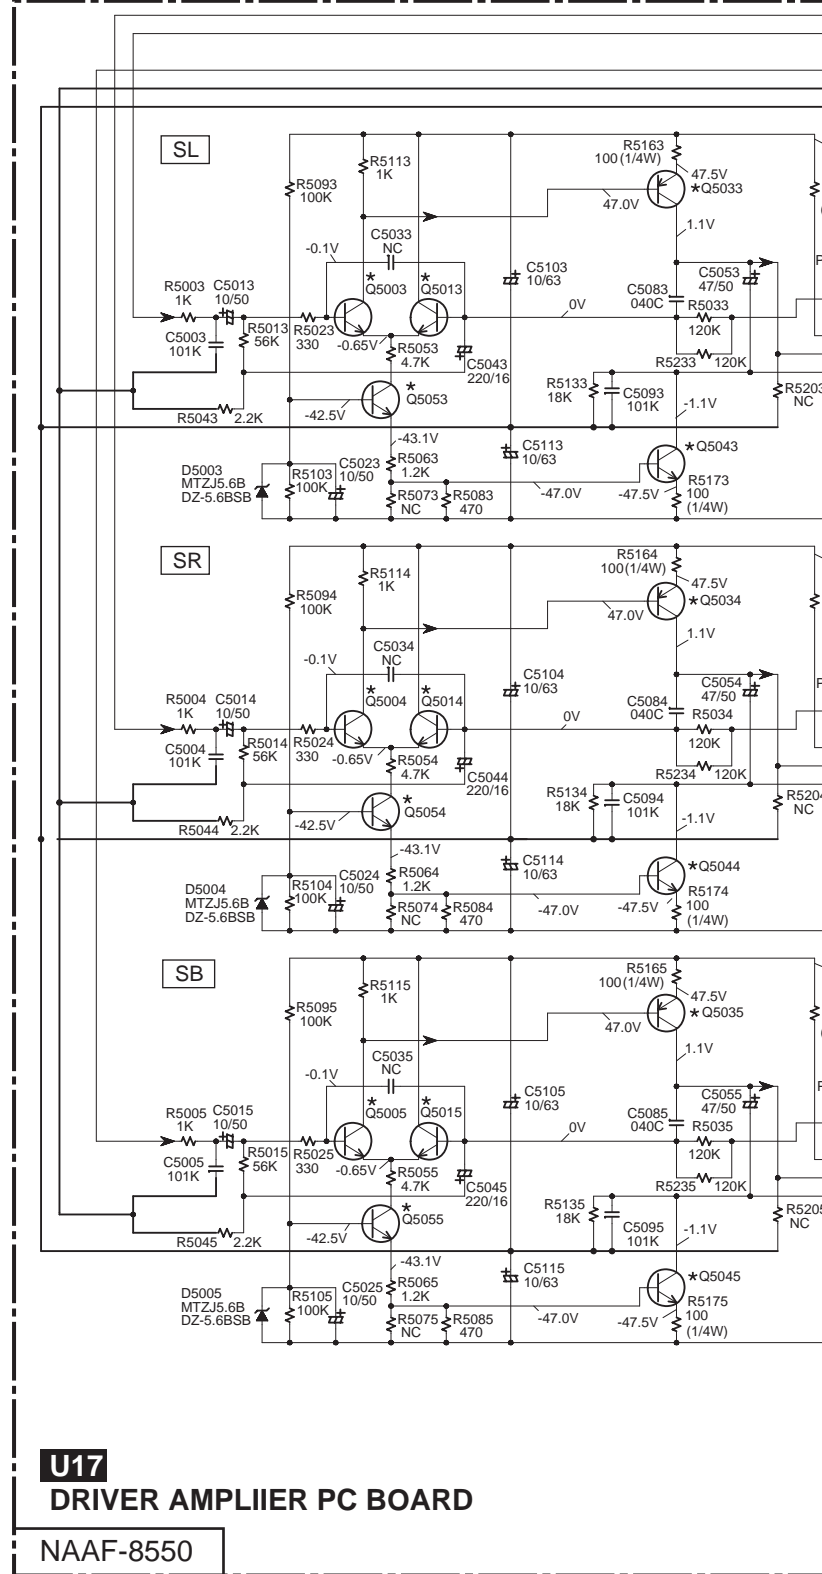 SL
R5163
100(1/4W)
R5113
1K
47.5V
*Q5033
R5093
100K
47.0V
1.1V
C5033
NC
-0.1V
C5103
10/63
C5053
47/50
*
Q5003
*
Q5013
C5083
040C
R5003
1K
C5013
10/50
0V
R5033
120K
C5003
101K
R5013
56K
R5023
330
-0.65V
R5053
4.7K
C5043
220/16
R5233
120K
*
Q5053
R5133
18K
C5093
101K
-1.1V
R5203
NC
R5043
2.2K
-42.5V
-43.1V
C5113
10/63
*Q5043
D5003
MTZJ5.6B
DZ-5.6BSB
R5103
100K
C5023
10/50
R5063
1.2K
R5073
NC
R5083
470
-47.0V
-47.5V
R5173
100
(1/4W)
SR
R5164
100(1/4W)
R5114
1K
47.5V
*Q5034
R5094
100K
47.0V
1.1V
C5034
NC
-0.1V
C5104
10/63
C5054
47/50
*
Q5004
*
Q5014
C5084
040C
R5004
1K
C5014
10/50
0V
R5034
120K
C5004
101K
R5014
56K
R5024
330
-0.65V
R5054
4.7K
C5044
220/16
R5234
120K
*
Q5054
R5134
18K
C5094
101K
-1.1V
R5204
NC
R5044
2.2K
-42.5V
-43.1V
C5114
10/63
*Q5044
D5004
MTZJ5.6B
DZ-5.6BSB
R5104
100K
C5024
10/50
R5064
1.2K
R5074
NC
R5084
470
-47.0V
-47.5V
R5174
100
(1/4W)
SB
R5165
100(1/4W)
R5115
1K
47.5V
*Q5035
R5095
100K
47.0V
1.1V
C5035
NC
-0.1V
C5105
10/63
C5055
47/50
*
Q5005
*
Q5015
C5085
040C
R5005
1K
C5015
10/50
0V
R5035
120K
C5005
101K
R5015
56K
R5025
330
-0.65V
R5055
4.7K
C5045
220/16
R5235
120K
*
Q5055
R5135
18K
C5095
101K
-1.1V
R5205
NC
R5045
2.2K
-42.5V
-43.1V
C5115
10/63
*Q5045
D5005
MTZJ5.6B
DZ-5.6BSB
R5105
100K
C5025
10/50
R5065
1.2K
R5075
NC
R5085
470
-47.0V
-47.5V
R5175
100
(1/4W)
U17
DRIVER AMPLIIER PC BOARD
NAAF-8550